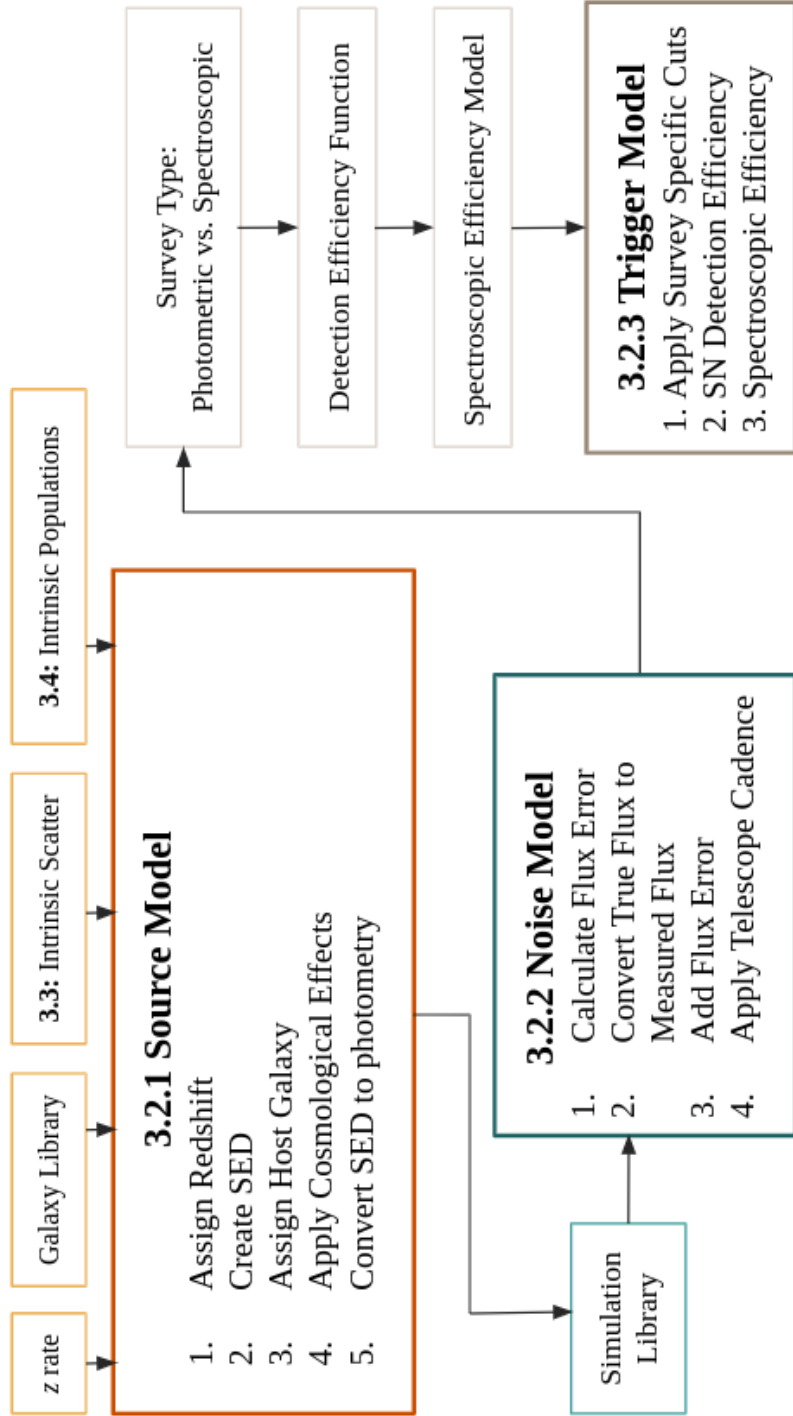 z rate
Galaxy Library
3.3: Intrinsic Scatter
3.4: Intrinsic Populations
3.2.1 Source Model
1. Assign Redshift
2. Create SED
3. Assign Host Galaxy
4. Apply Cosmological Effects
5. Convert SED to photometry
Simulation
Library
3.2.2 Noise Model
1. Calculate Flux Error
2. Convert True Flux to
Measured Flux
3. Add Flux Error
4. Apply Telescope Cadence
Survey Type:
Photometric vs. Spectroscopic
Detection Efficiency Function
Spectroscopic Efficiency Model
3.2.3 Trigger Model
1. Apply Survey Specific Cuts
2. SN Detection Efficiency
3. Spectroscopic Efficiency